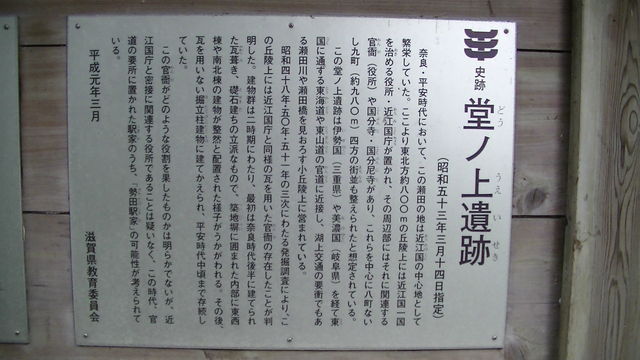 史跡 堂ノ上遺跡
どう うえ い せき
(昭和五十三年三月十四日指定)
奈良・平安時代において、この瀬田の地は近江国の中心地として
繁栄していた。ここより東北方約八〇〇mの丘陵上には近江国一国
を治める役所・近江国庁が置かれ、その周辺部にはそれに関連する
官衙(役所)や国分寺・国分尼寺があり、これらを中心に八町ない
し九町(約九八〇m)四方の街並も整えられたと想定されている。
この堂ノ上遺跡は伊勢国(三重県)や美濃国(岐阜県)を経て東
国に通する東海道や東山道の官道に近接し、湖上交通の要衝でもあ
る瀬田川や瀬田橋を見おろす小丘陵上に営まれている。
昭和四十八年・五〇年・五十一年の三次にわたる発掘調査により、こ
の丘陵上には近江国庁と同様の瓦を用いた官衙の存在したことが判
明した。建物群は二時期にわたり、最初は奈良時代後半に建てられ
た瓦葺き、礎石建ちの立派なもので、築地塀に囲まれた内部に東西
棟や南北棟の建物が整然と配置された様子がうかがわれる。その後、
瓦を用いない掘立柱建物に建てかえられ、平安時代中頃まで存続し
ていた。
この官衙がどのような役割を果したものかは明らかでないが、近
江国庁と密接に関連する役所であることは疑いなく、この時代、官
道の要所に置かれた駅家のうち、「勢田駅家」の可能性が考えられて
いる。
平成元年三月
滋賀県教育委員会